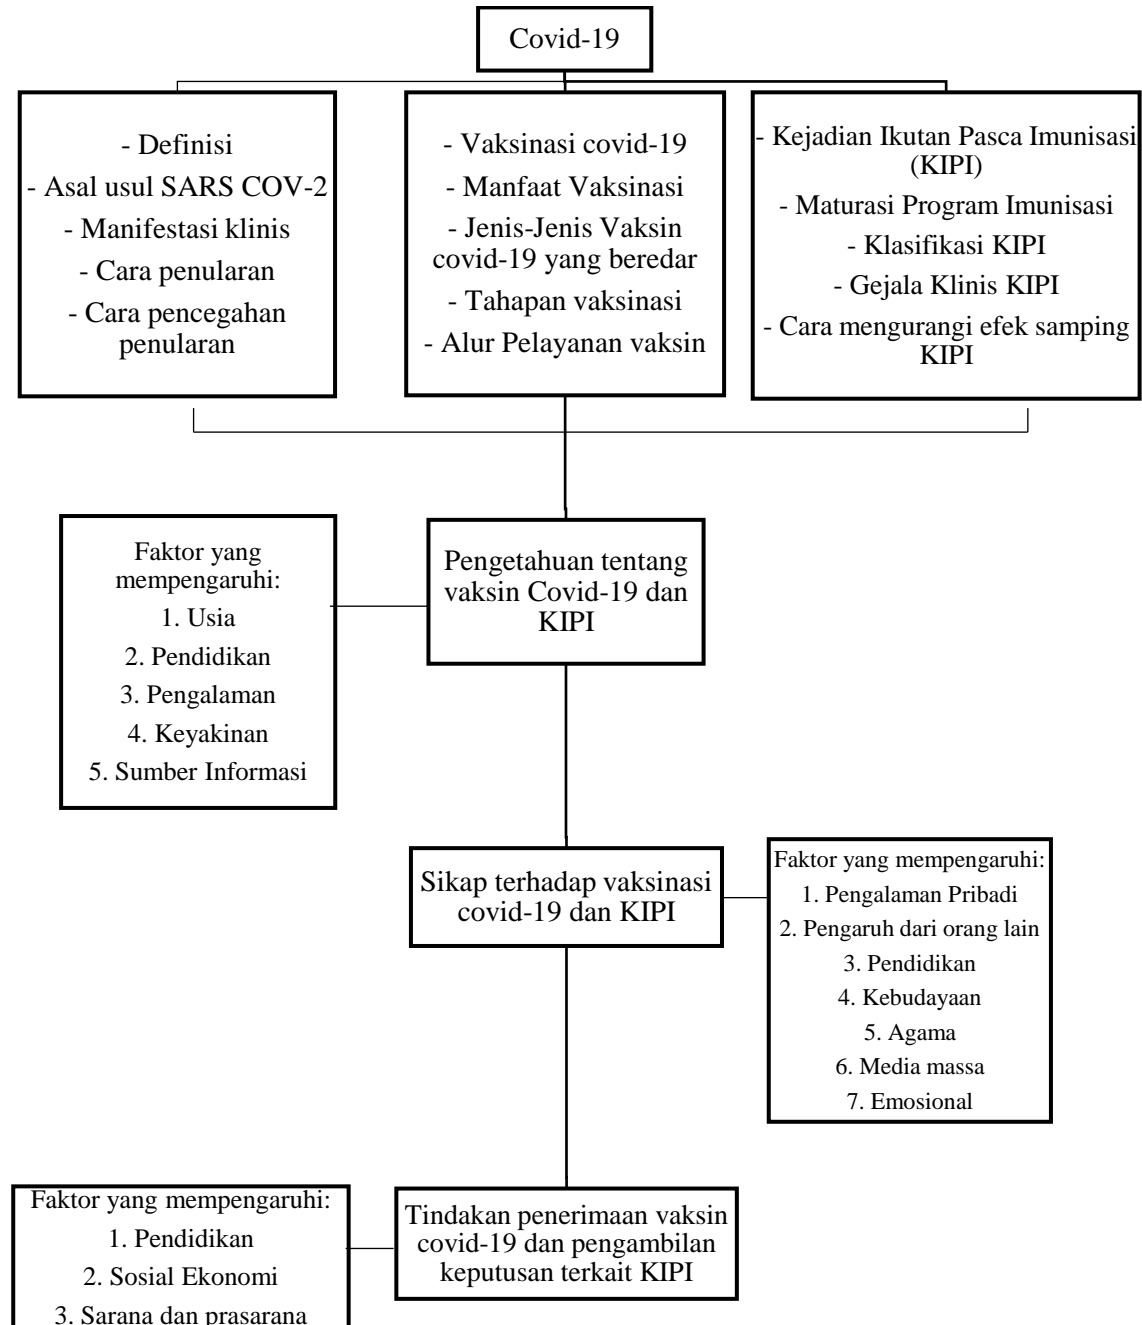 Covid-19
- Definisi
- Asal usul SARS COV-2
- Manifestasi klinis
- Cara penularan
- Cara pencegahan
penularan
- Vaksinasi covid-19
- Manfaat Vaksinasi
- Jenis-Jenis Vaksin
covid-19 yang beredar
- Tahapan vaksinasi
- Alur Pelayanan vaksin
- Kejadian Ikutan Pasca Imunisasi
(KIPI)
- Maturasi Program Imunisasi
- Klasifikasi KIPI
- Gejala Klinis KIPI
- Cara mengurangi efek samping
KIPI
Faktor yang
mempengaruhi:
1. Usia
2. Pendidikan
3. Pengalaman
4. Keyakinan
5. Sumber Informasi
Pengetahuan tentang
vaksin Covid-19 dan
KIPI
Sikap terhadap vaksinasi
covid-19 dan KIPI
Faktor yang mempengaruhi:
1. Pengalaman Pribadi
2. Pengaruh dari orang lain
3. Pendidikan
4. Kebudayaan
5. Agama
6. Media massa
7. Emosional
Faktor yang mempengaruhi:
1. Pendidikan
2. Sosial Ekonomi
3. Sarana dan prasarana
Tindakan penerimaan vaksin
covid-19 dan pengambilan
keputusan terkait KIPI